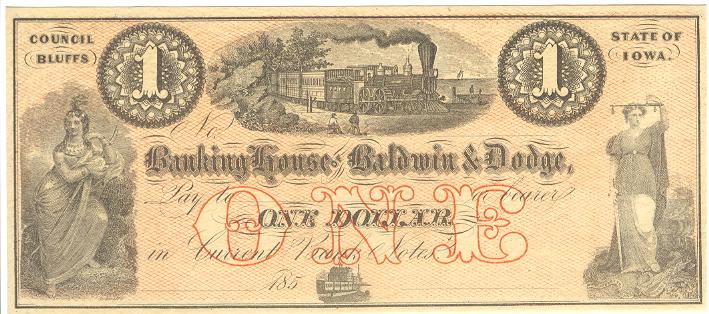 COUNCIL BLUFFS
1
1
STATE OF IOWA.
No.
Banking House of Baldwin & Dodge,
Pay to or bearer
ONE DOLLAR
ONE
in Current Bank Notes
185